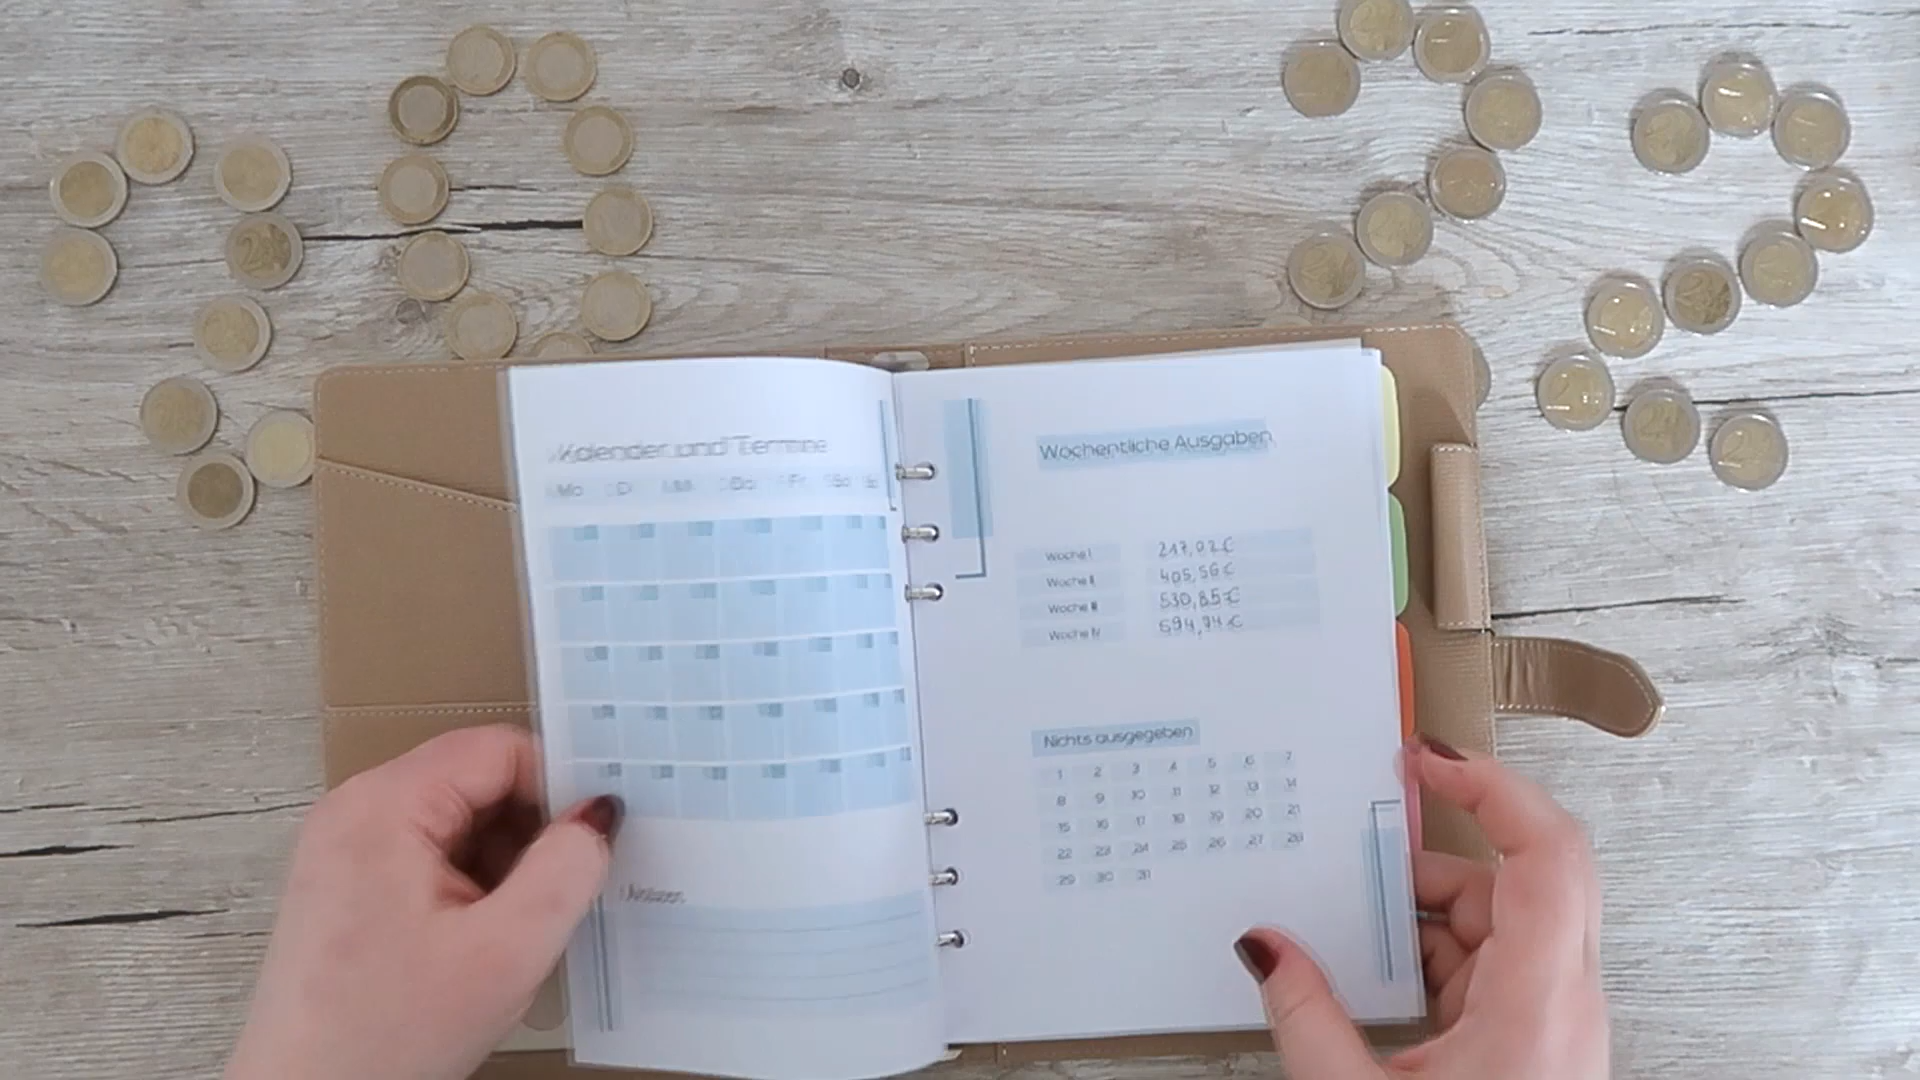 Kalender und Termine
Mo Di Mi Do Fr Sa So
Notizen
Wochentliche Ausgaben
Woche I 217,02€
Woche II 405,56€
Woche III 530,85€
Woche IV
Nichts ausgegeben
1 2 3 4 5 6 7
8 9 10 11 12 13 14
15 16 17 18 19 20 21
22 23 24 25 26 27 28
29 30 31